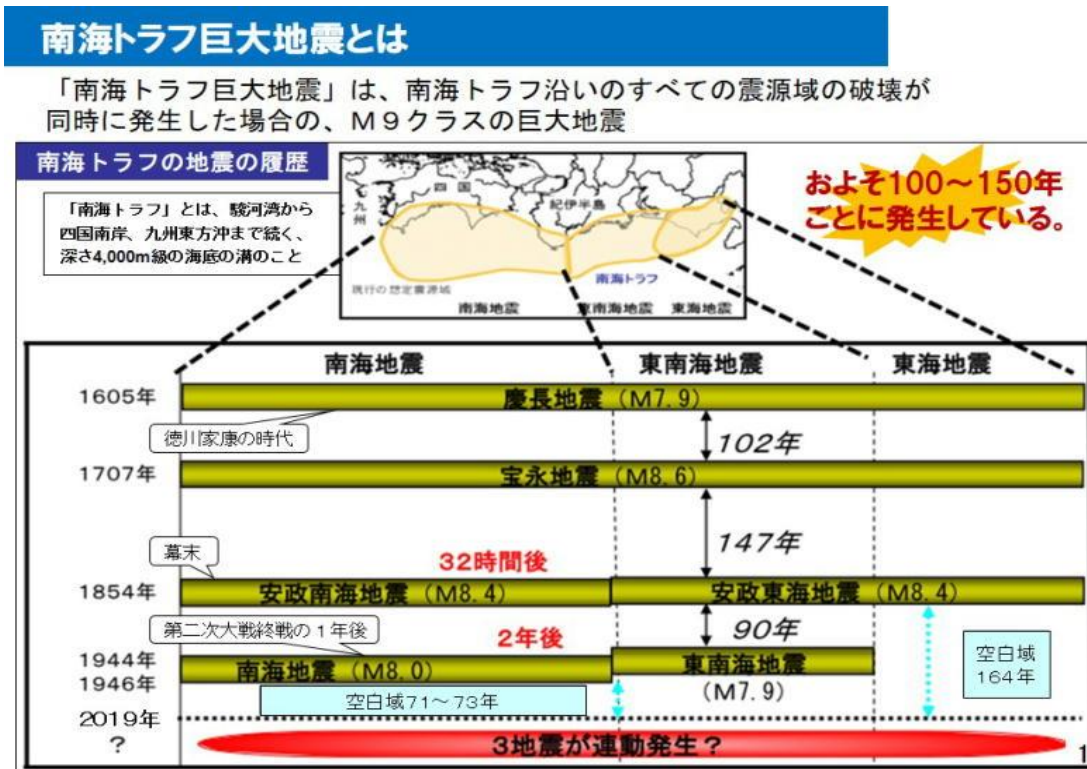 南海トラフ巨大地震とは
「南海トラフ巨大地震」は、南海トラフ沿いのすべての震源域の破壊が
同時に発生した場合の、M9クラスの巨大地震
南海トラフの地震の履歴
「南海トラフ」とは、駿河湾から
四国南岸、九州東方沖まで続く、
深さ4,000m級の海底の溝のこと
九州
四国
紀伊半島
南海トラフ
現行の想定震源域
南海地震
東南海地震
東海地震
およそ100～150年
ごとに発生している。
南海地震
東南海地震
東海地震
1605年
慶長地震（M7.9）
徳川家康の時代
102年
1707年
宝永地震（M8.6）
147年
幕末
32時間後
1854年
安政南海地震（M8.4）
安政東海地震（M8.4）
第二次大戦終戦の１年後
2年後
90年
空白域
164年
1944年
南海地震（M8.0）
東南海地震
（M7.9）
1946年
空白域71～73年
2019年
？
3地震が連動発生？
1